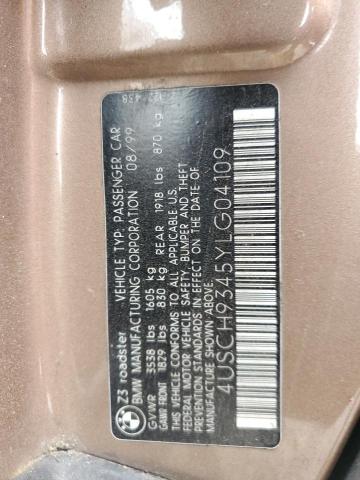 Z3 roadster VEHICLE TYP: PASSENGER CAR
BMW MANUFACTURING CORPORATION 08/99
GVWR 3538 lbs 1605 kg
GAWR FRONT 1829 lbs 830 kg REAR 1918 lbs 870 kg
THIS VEHICLE CONFORMS TO ALL APPLICABLE U.S.
FEDERAL MOTOR VEHICLE SAFETY, BUMPER AND THEFT
PREVENTION STANDARDS IN EFFECT ON THE DATE OF
MANUFACTURE SHOWN ABOVE.
4USCH9345YLG04109